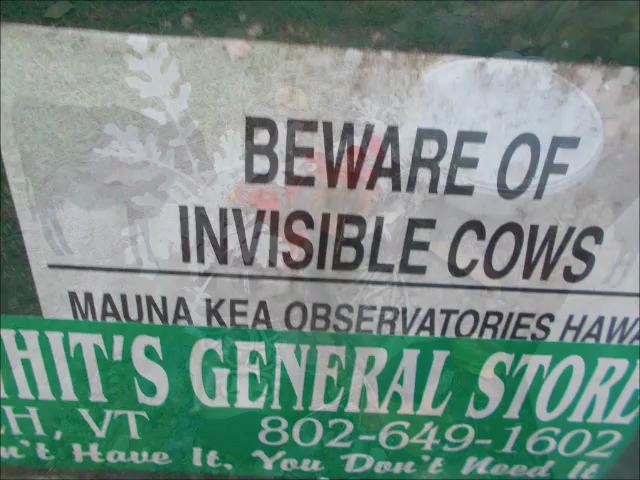 BEWARE OF
INVISIBLE COWS
MAUNA KEA OBSERVATORIES HAWA
HIT'S GENERAL STORE
H, VT
802-649-1602
n't Have It, You Don't Need It